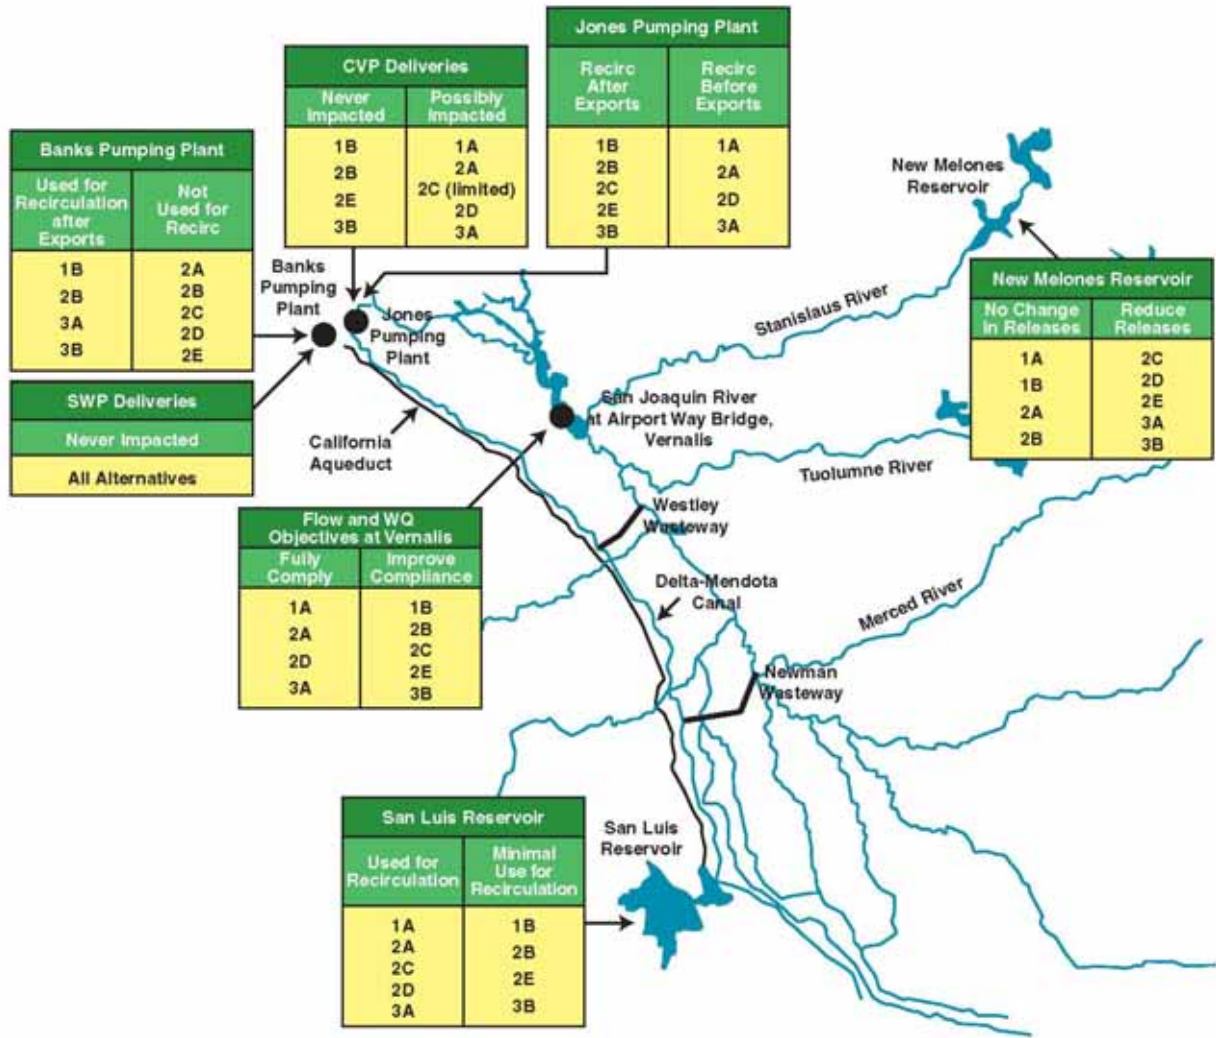 Jones Pumping Plant
Recirc
After
Exports
Recirc
Before
Exports
1B
2B
2C
2E
3B
1A
2A
2D
3A
CVP Deliveries
Never
Impacted
Possibly
Impacted
1B
2B
2E
3B
1A
2A
2C (limited)
2D
3A
Banks Pumping Plant
Used for
Recirculation
after
Exports
Not
Used for
Recirc
1B
2B
3A
3B
2A
2B
2C
2D
2E
SWP Deliveries
Never Impacted
All Alternatives
Banks
Pumping
Plant
Jones
Pumping
Plant
California
Aqueduct
New Melones
Reservoir
Stanislaus River
New Melones Reservoir
No Change
in Releases
Reduce
Releases
1A
1B
2A
2B
2C
2D
2E
3A
3B
San Joaquin River
at Airport Way Bridge,
Vernalis
Tuolumne River
Flow and WQ
Objectives at Vernalis
Fully
Comply
Improve
Compliance
1A
2A
2D
3A
1B
2B
2C
2E
3B
Westley
Wasteway
Delta-Mendota
Canal
Merced River
Newman
Wasteway
San Luis Reservoir
Used for
Recirculation
Minimal
Use for
Recirculation
1A
2A
2C
2D
3A
1B
2B
2E
3B
San Luis
Reservoir